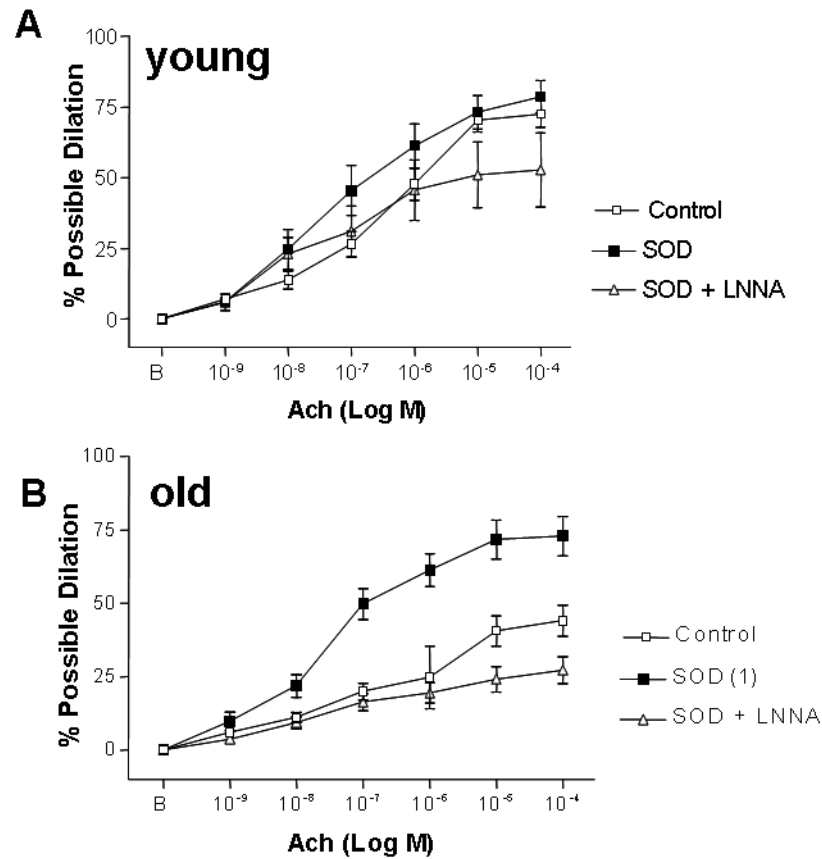 A
young
% Possible Dilation
100
75
50
25
0
B 10⁻⁹ 10⁻⁸ 10⁻⁷ 10⁻⁶ 10⁻⁵ 10⁻⁴
Ach (Log M)
Control
SOD
SOD + LNNA
B
old
% Possible Dilation
100
75
50
25
0
B 10⁻⁹ 10⁻⁸ 10⁻⁷ 10⁻⁶ 10⁻⁵ 10⁻⁴
Ach (Log M)
Control
SOD (1)
SOD + LNNA